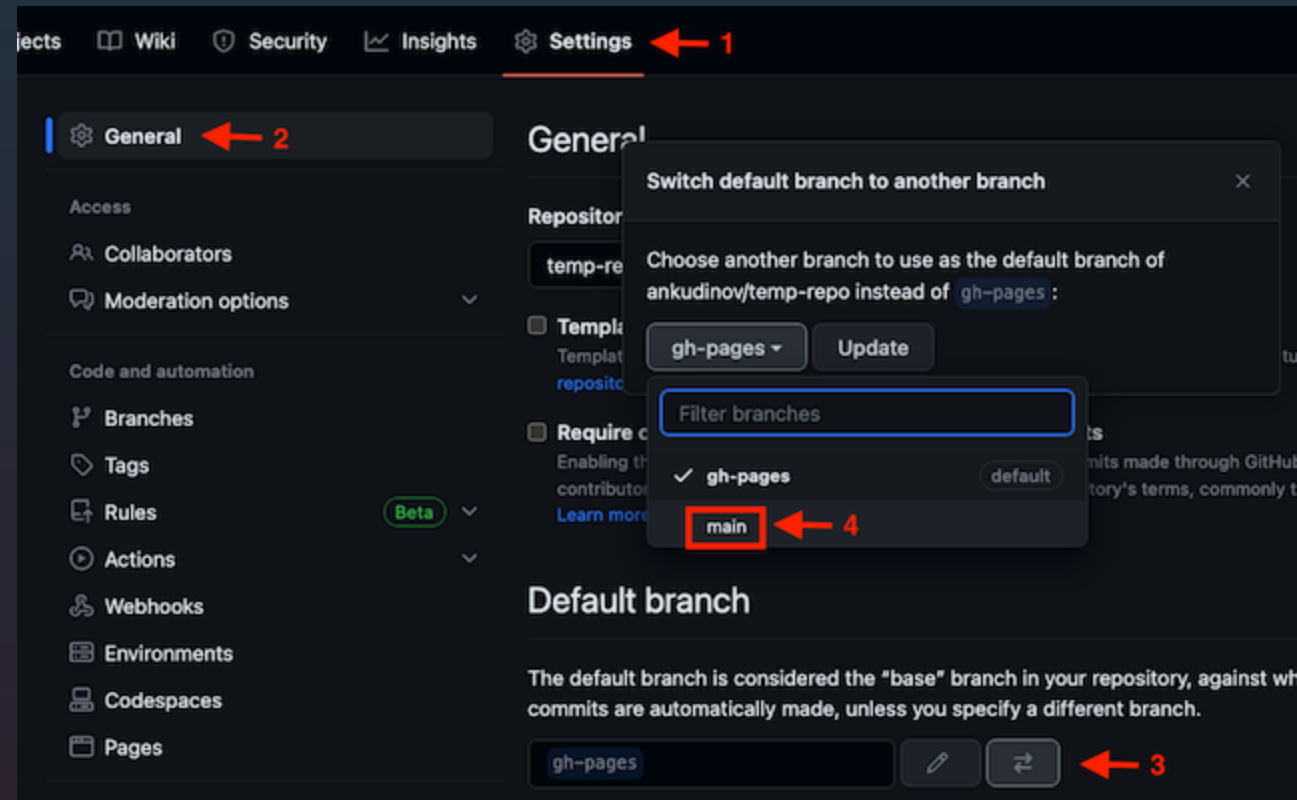 jects Wiki Security Insights Settings 1
General 2
Access
Collaborators
Moderation options
Code and automation
Branches
Tags
Rules Beta
Actions
Webhooks
Environments
Codespaces
Pages
General
Repositor
temp-re
Templa
Templat
reposito
Require c
Enabling th
contributor
Learn more
Switch default branch to another branch
Choose another branch to use as the default branch of
ankudinov/temp-repo instead of gh-pages :
gh-pages Update
Filter branches
gh-pages default
main 4
tu
ts
mits made through GitHub
tory's terms, commonly t
Default branch
The default branch is considered the “base” branch in your repository, against wh
commits are automatically made, unless you specify a different branch.
gh-pages 3